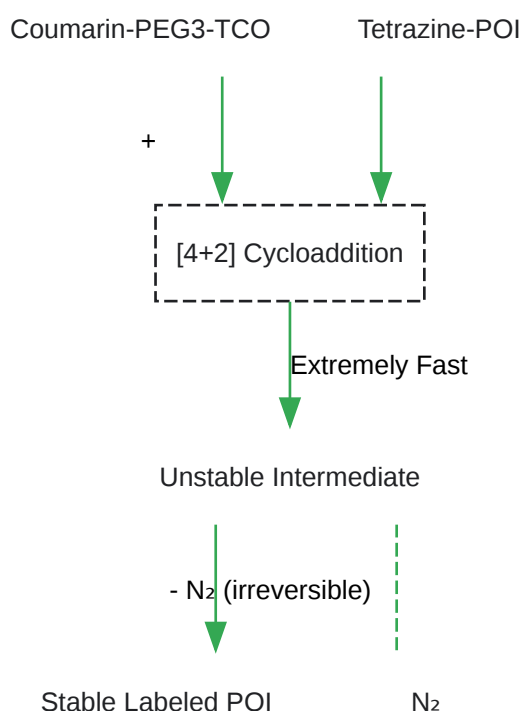 Coumarin-PEG3-TCO
Tetrazine-POI
+
[4+2] Cycloaddition
Extremely Fast
Unstable Intermediate
- N₂ (irreversible)
Stable Labeled POI
N₂